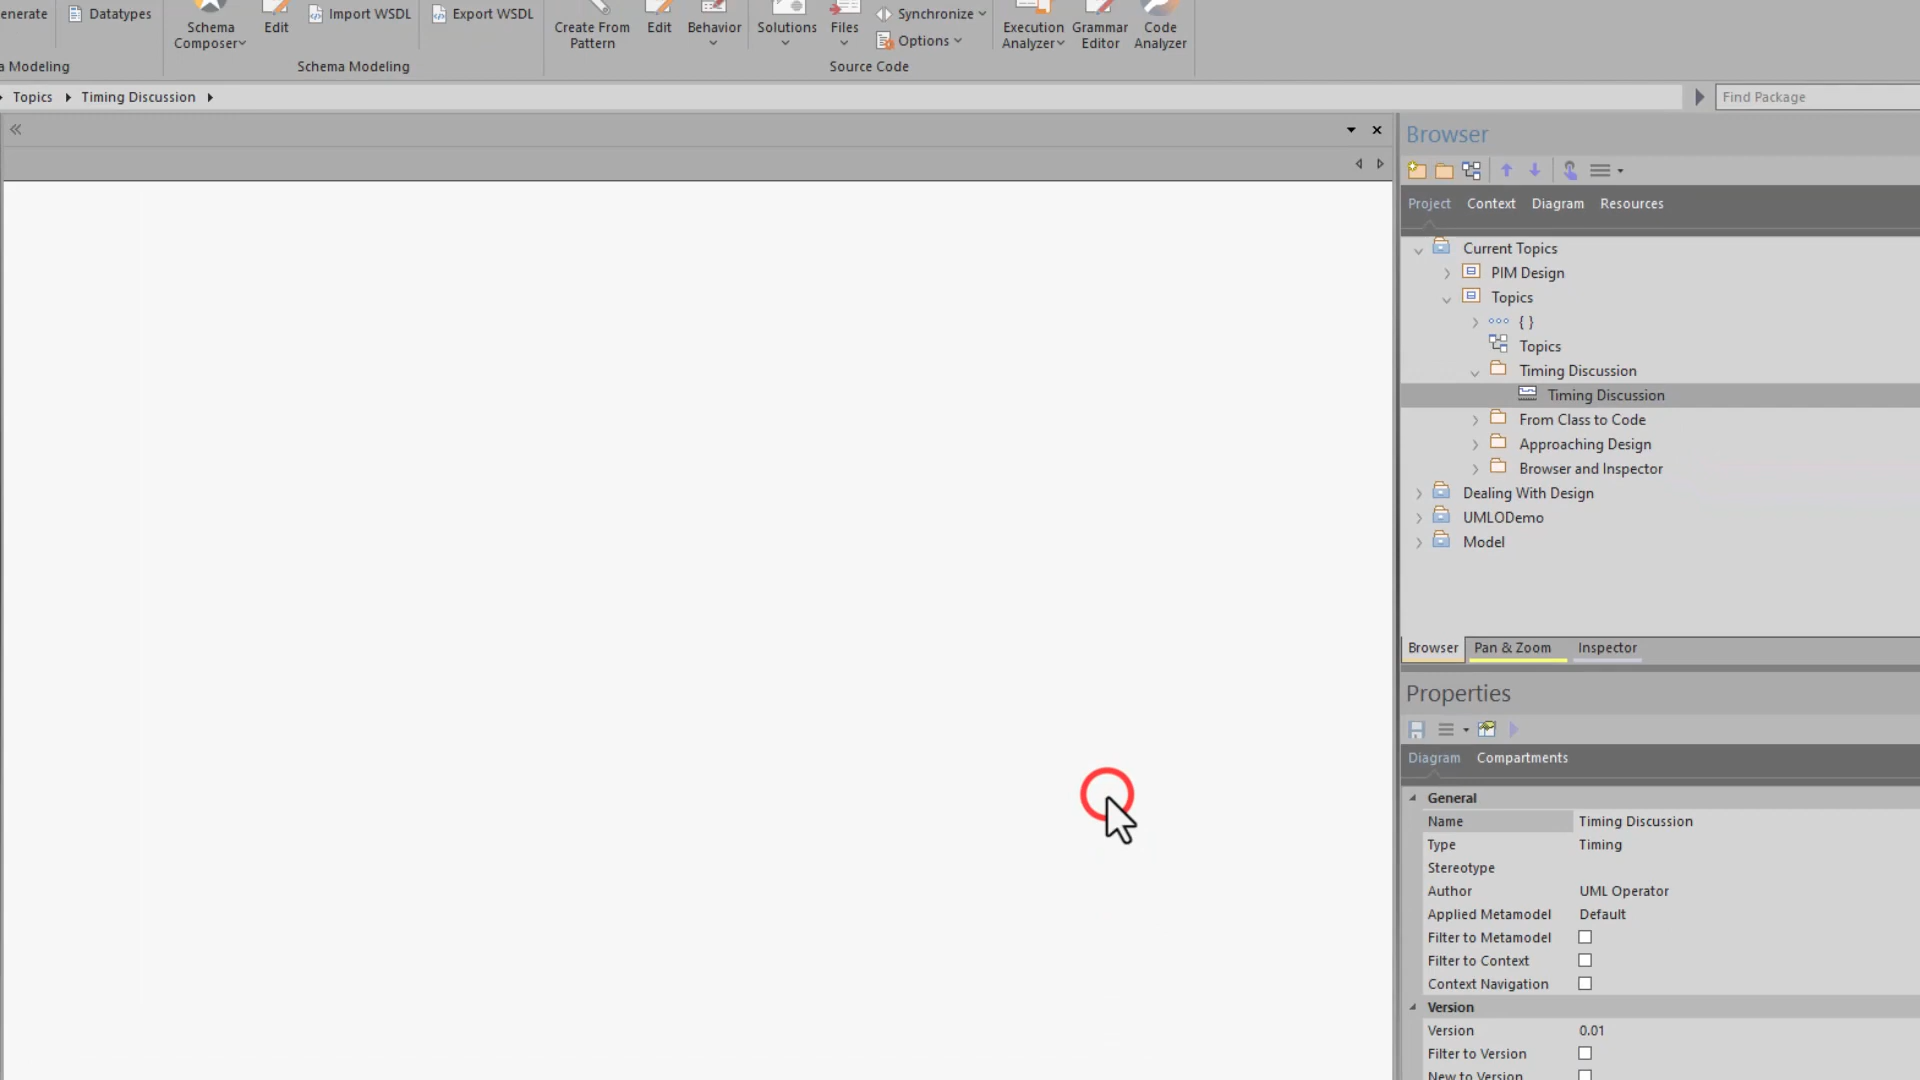 enerate
Datatypes
Schema
Composer
Edit
Import WSDL
Export WSDL
Create From
Pattern
Edit
Behavior
Solutions
Files
Synchronize
Options
Execution
Analyzer
Grammar
Editor
Code
Analyzer
a Modeling
Schema Modeling
Source Code
Topics
Timing Discussion
Find Package
Browser
Project
Context
Diagram
Resources
Current Topics
PIM Design
Topics
{ }
Topics
Timing Discussion
Timing Discussion
From Class to Code
Approaching Design
Browser and Inspector
Dealing With Design
UMLODemo
Model
Browser
Pan & Zoom
Inspector
Properties
Diagram
Compartments
General
Name Timing Discussion
Type Timing
Stereotype
Author UML Operator
Applied Metamodel Default
Filter to Metamodel
Filter to Context
Context Navigation
Version
Version 0.01
Filter to Version
New to Version